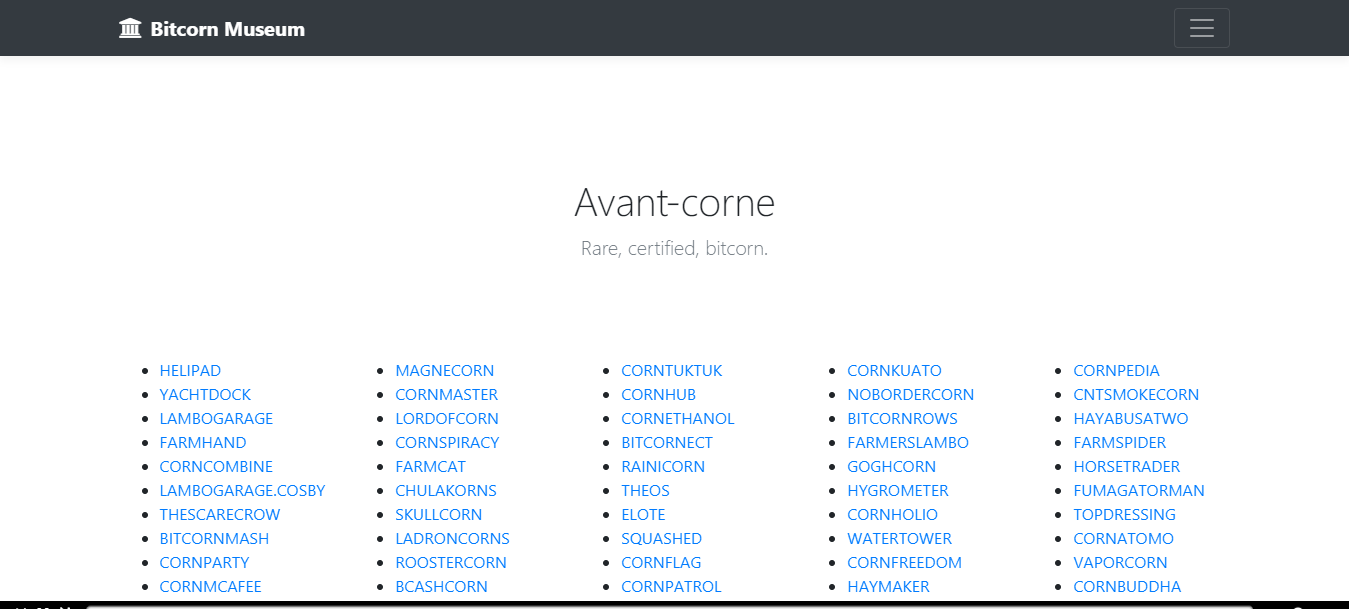 Bitcorn Museum
Avant-corne
Rare, certified, bitcorn.
HELIPAD
YACHTDOCK
LAMBOGARAGE
FARMHAND
CORNCOMBINE
LAMBOGARAGE.COSBY
THESCARECROW
BITCORNMASH
CORNPARTY
CORNMCAFEE
MAGNECORN
CORNMASTER
LORDOFCORN
CORNSPIRACY
FARMCAT
CHULAKORNS
SKULLCORN
LADRONCORNS
ROOSTERCORN
BCASHCORN
CORNTUKTUK
CORNHUB
CORNETHANOL
BITCORNECT
RAINICORN
THEOS
ELOTE
SQUASHED
CORNFLAG
CORNPATROL
CORNKUATO
NOBORDERCORN
BITCORNROWS
FARMERSLAMBO
GOGHCORN
HYGROMETER
CORNHOLIO
WATERTOWER
CORNFREEDOM
HAYMAKER
CORNPEDIA
CNTSMOKECORN
HAYABUSATWO
FARMSPIDER
HORSETRADER
FUMAGATORMAN
TOPDRESSING
CORNATOMO
VAPORCORN
CORNBUDDHA